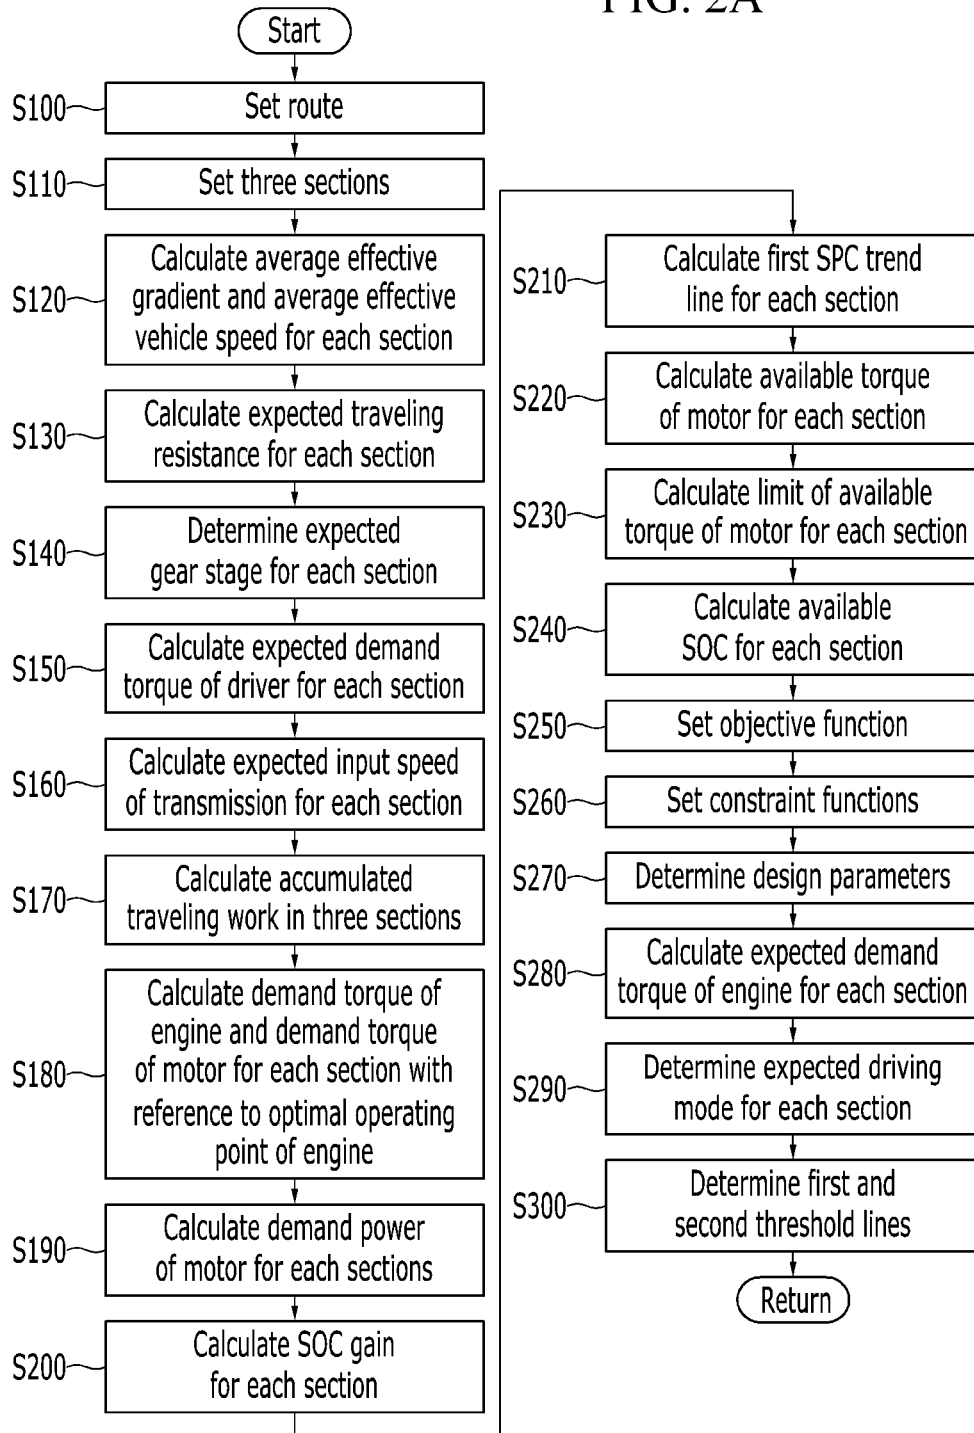 FIG. 2A
Start
S100
Set route
S110
Set three sections
S120
Calculate average effective
gradient and average effective
vehicle speed for each section
S130
Calculate expected traveling
resistance for each section
S140
Determine expected
gear stage for each section
S150
Calculate expected demand
torque of driver for each section
S160
Calculate expected input speed
of transmission for each section
S170
Calculate accumulated
traveling work in three sections
S180
Calculate demand torque of
engine and demand torque
of motor for each section with
reference to optimal operating
point of engine
S190
Calculate demand power
of motor for each sections
S200
Calculate SOC gain
for each section
S210
Calculate first SPC trend
line for each section
S220
Calculate available torque
of motor for each section
S230
Calculate limit of available
torque of motor for each section
S240
Calculate available
SOC for each section
S250
Set objective function
S260
Set constraint functions
S270
Determine design parameters
S280
Calculate expected demand
torque of engine for each section
S290
Determine expected driving
mode for each section
S300
Determine first and
second threshold lines
Return